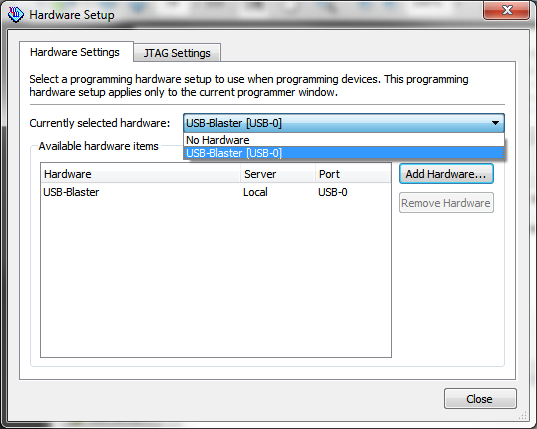 Hardware Setup
Hardware Settings
JTAG Settings
Select a programming hardware setup to use when programming devices. This programming
hardware setup applies only to the current programmer window.
Currently selected hardware:
USB-Blaster [USB-0]
No Hardware
USB-Blaster [USB-0]
Available hardware items
Hardware Server Port
USB-Blaster Local USB-0
Add Hardware...
Remove Hardware
Close